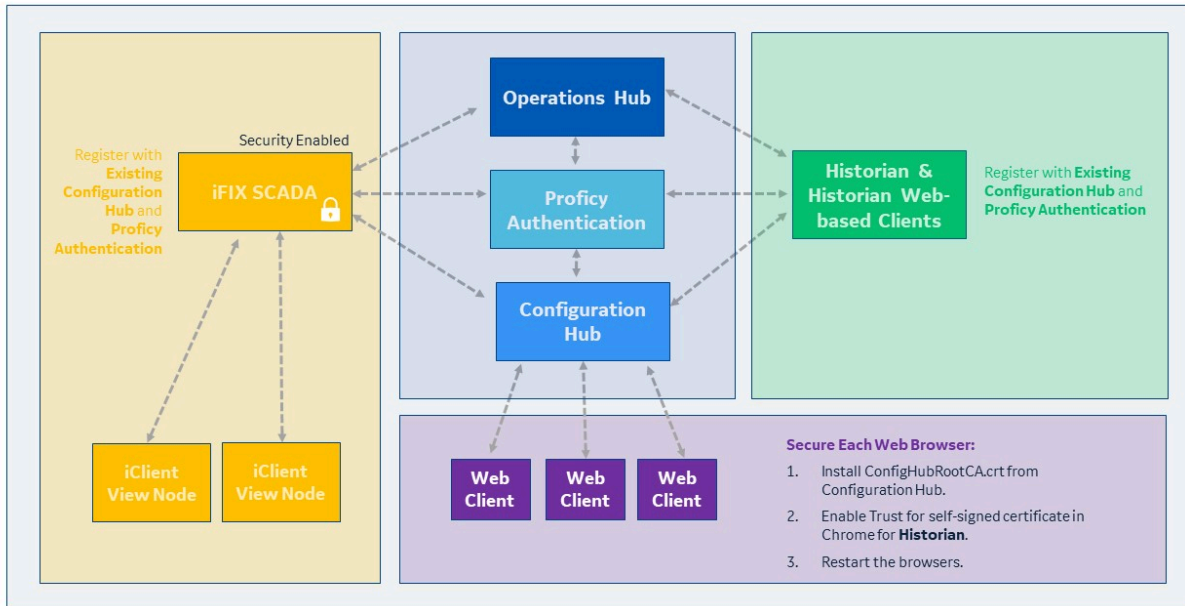 Operations Hub
Security Enabled
Register with
Existing
Configuration
Hub and
Proficy
Authentication
iFIX SCADA
Proficy
Authentication
Historian &
Historian Web-
based Clients
Register with Existing
Configuration Hub and
Proficy Authentication
Configuration
Hub
iClient
View Node
iClient
View Node
Web
Client
Web
Client
Web
Client
Secure Each Web Browser:
1. Install ConfigHubRootCA.crt from
Configuration Hub.
2. Enable Trust for self-signed certificate in
Chrome for Historian.
3. Restart the browsers.